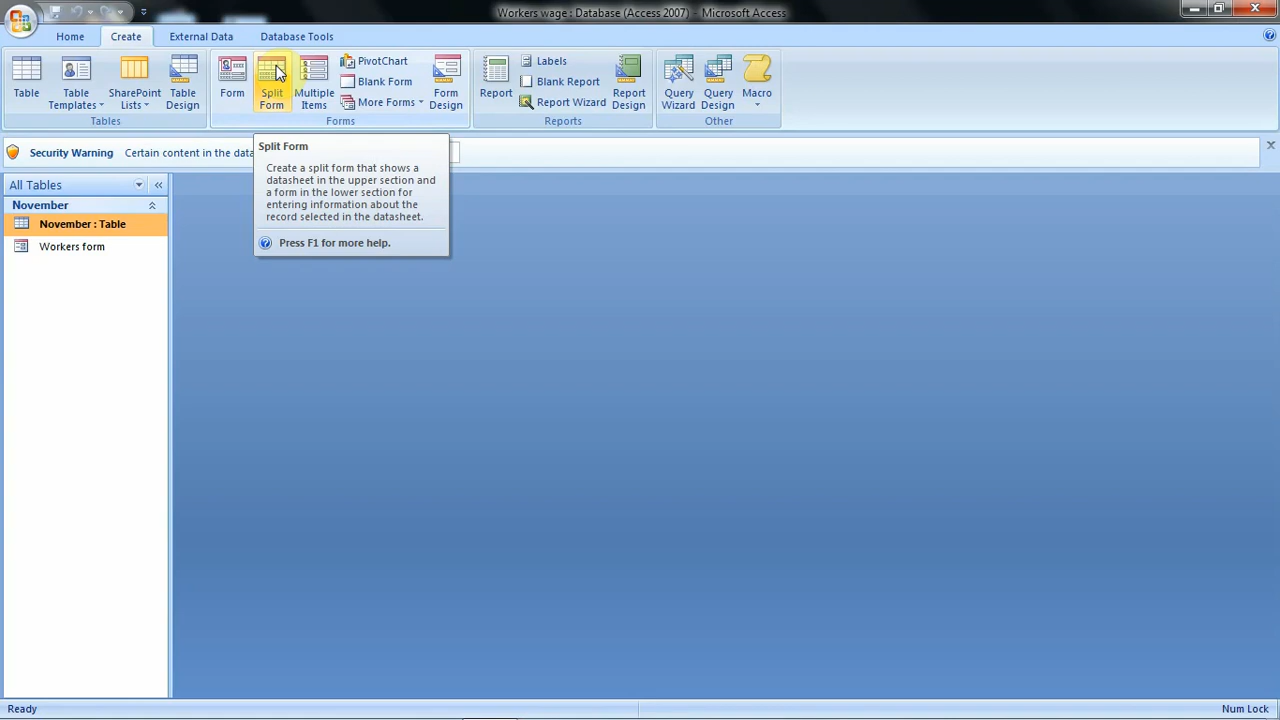 Workers wage : Database (Access 2007) - Microsoft Access
Home Create External Data Database Tools
Table
Table Templates
SharePoint Lists
Table Design
Tables
Form
Split Form
Multiple Items
PivotChart
Blank Form
More Forms
Form Design
Forms
Report
Labels
Blank Report
Report Wizard
Report Design
Reports
Query Wizard
Query Design
Macro
Other
Security Warning Certain content in the data
Split Form
Create a split form that shows a
datasheet in the upper section and
a form in the lower section for
entering information about the
record selected in the datasheet.
Press F1 for more help.
All Tables
November
November : Table
Workers form
Ready Num Lock